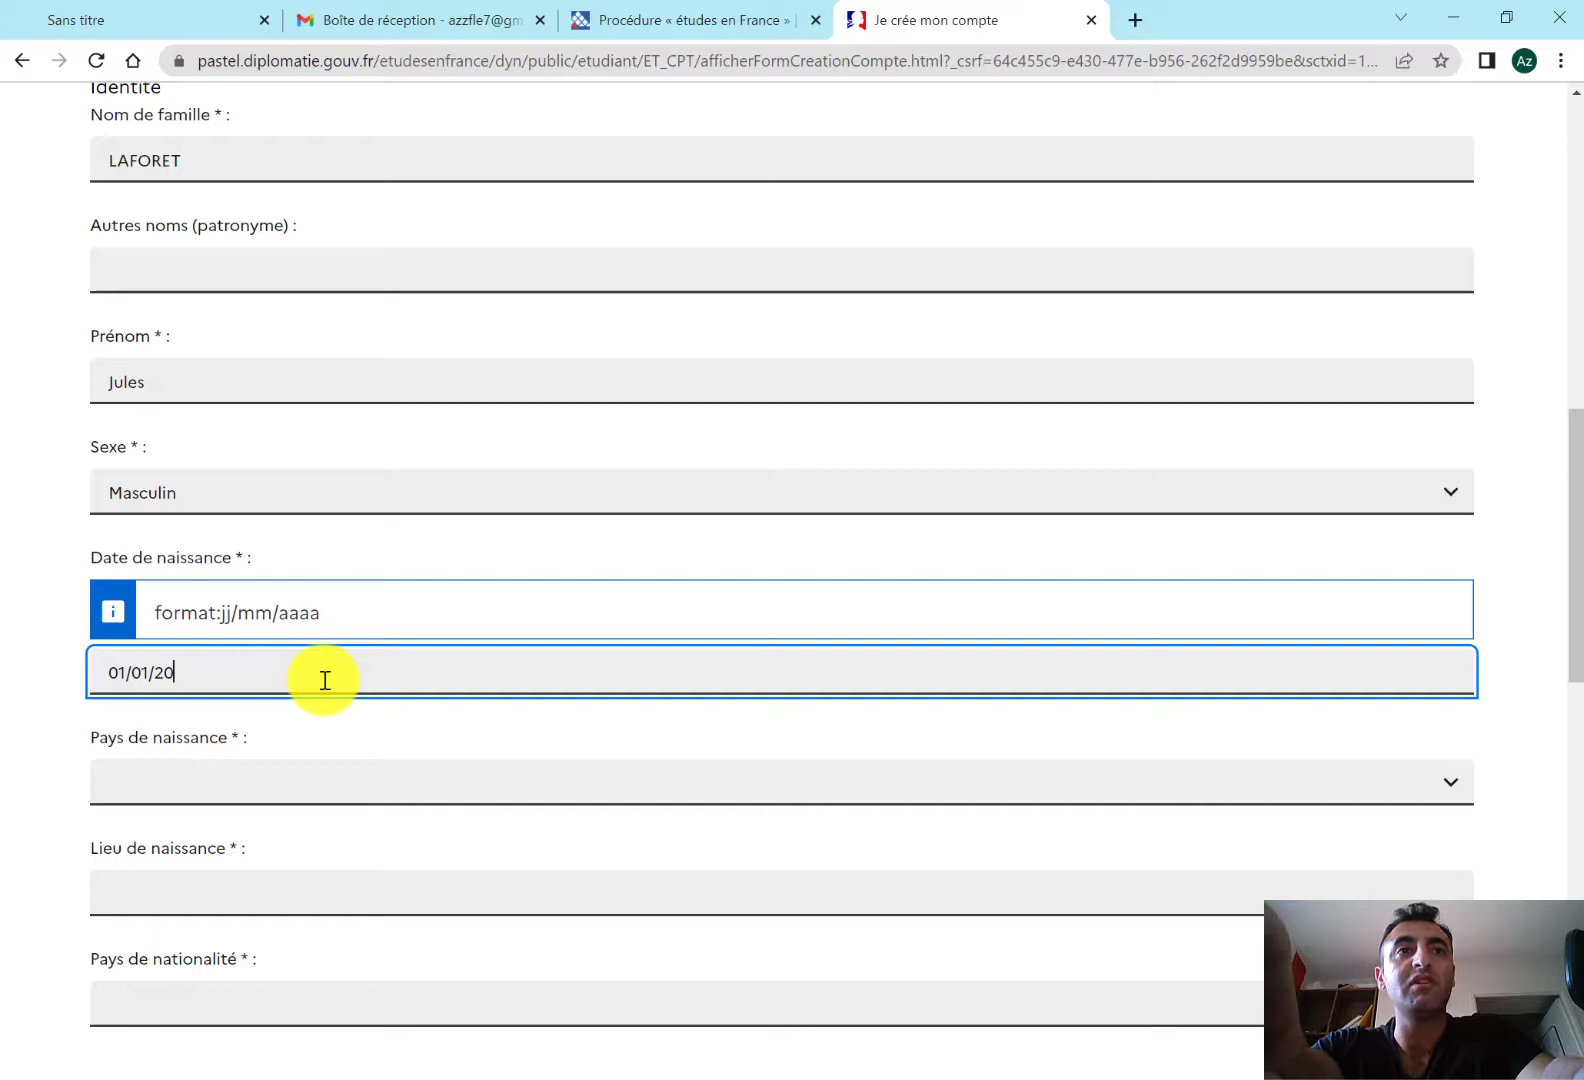 Sans titre
Boîte de réception - azzfle7@gm
Procédure « études en France » |
Je crée mon compte
pastel.diplomatie.gouv.fr/etudesenfrance/dyn/public/etudiant/ET_CPT/afficherFormCreationCompte.html?_csrf=64c455c9-e430-477e-b956-262f2d9959be&sctxid=1...
Az
Identité
Nom de famille * :
LAFORET
Autres noms (patronyme) :
Prénom * :
Jules
Sexe * :
Masculin
Date de naissance * :
format:jj/mm/aaaa
01/01/20
Pays de naissance * :
Lieu de naissance * :
Pays de nationalité * :